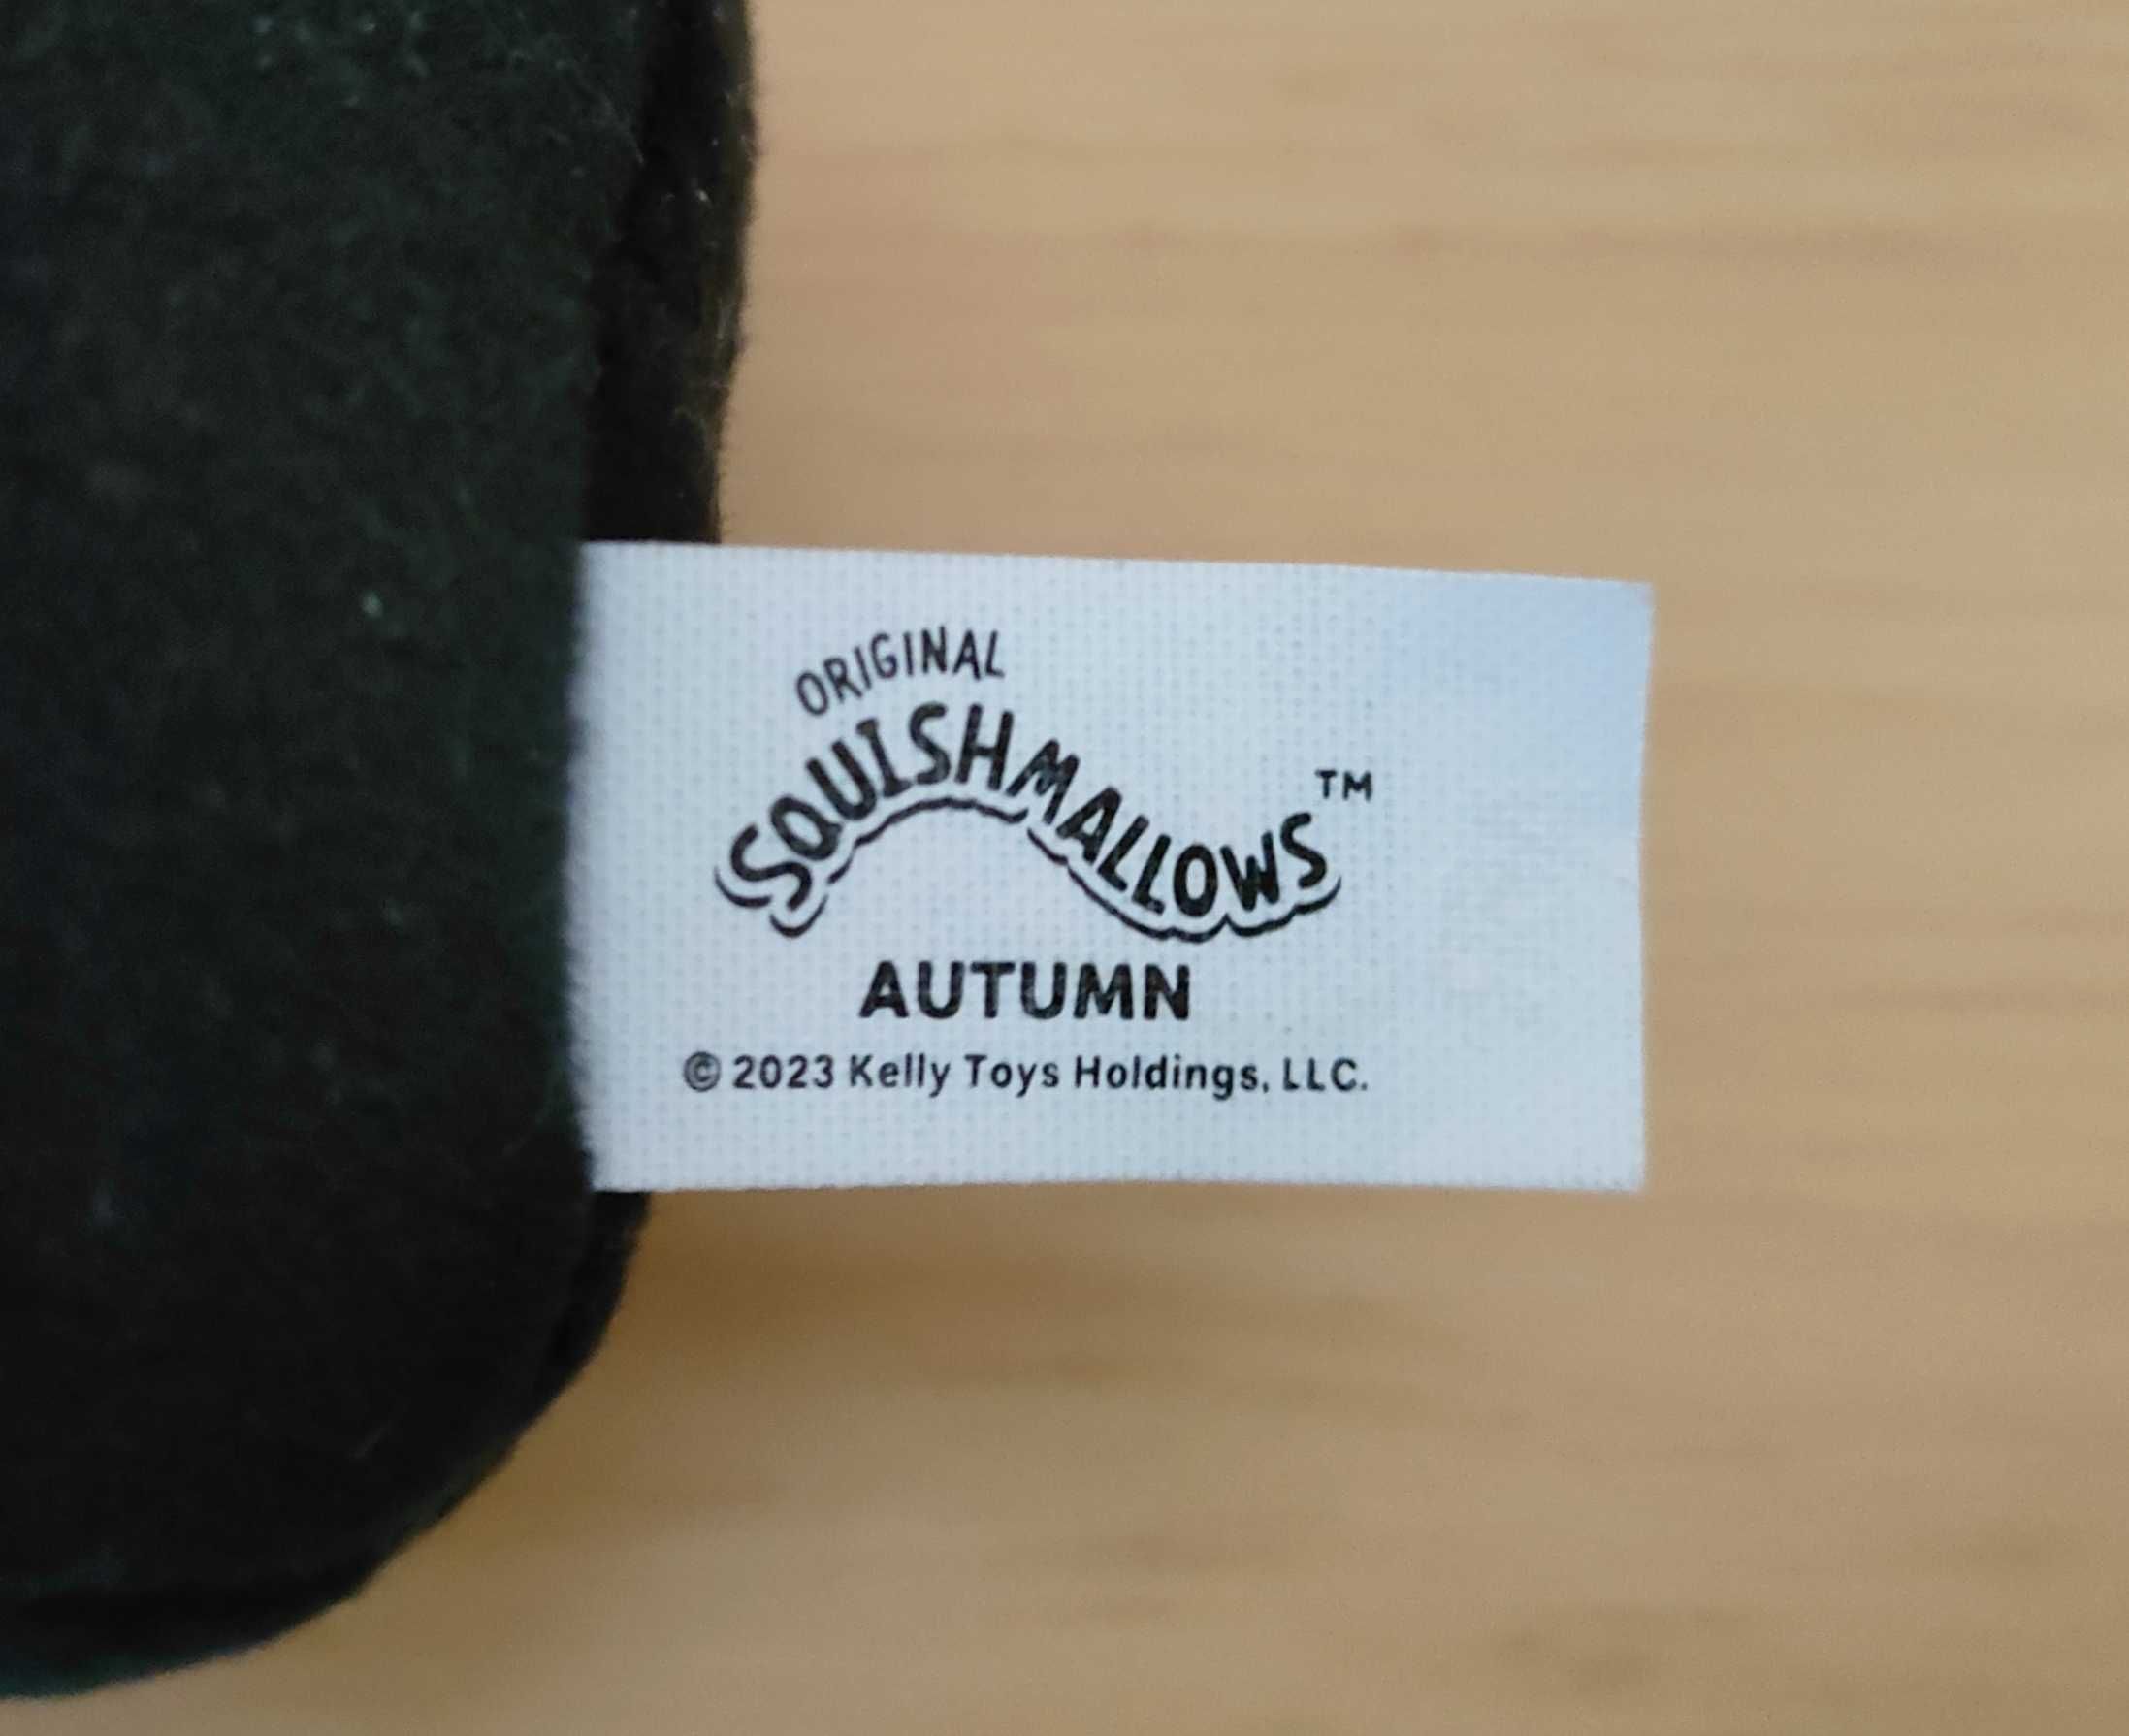 ORIGINAL
SQUISHMALLOWS™
AUTUMN
© 2023 Kelly Toys Holdings, LLC.